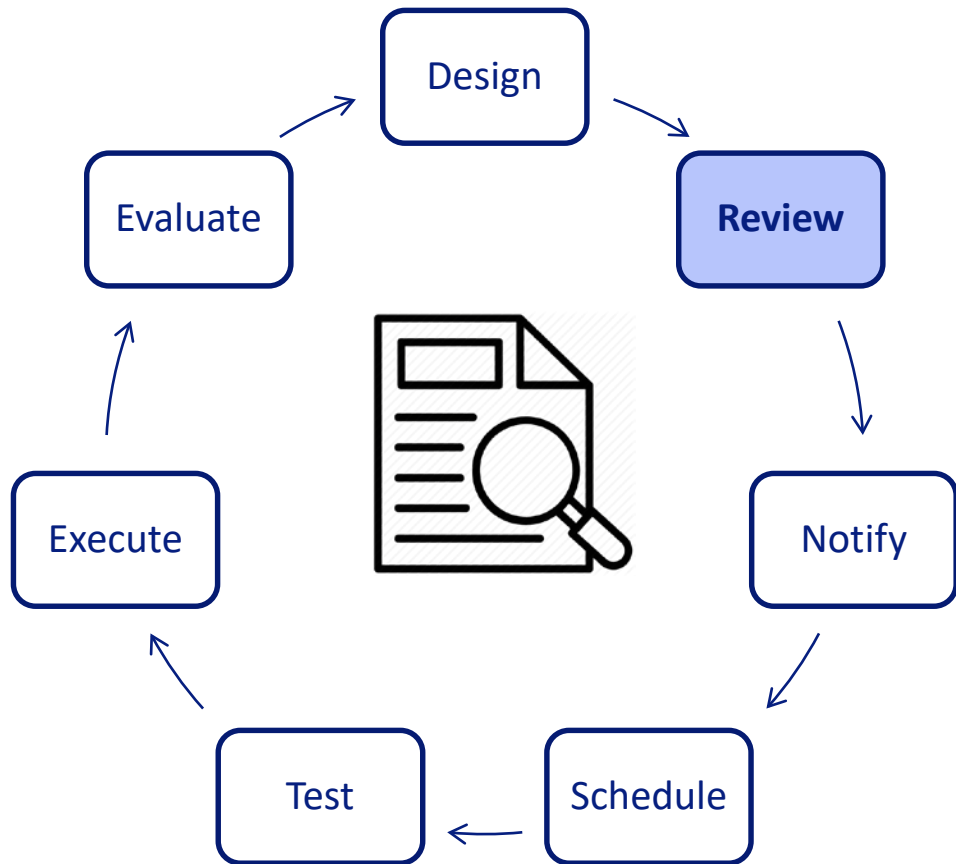 Design
Review
Notify
Schedule
Test
Execute
Evaluate